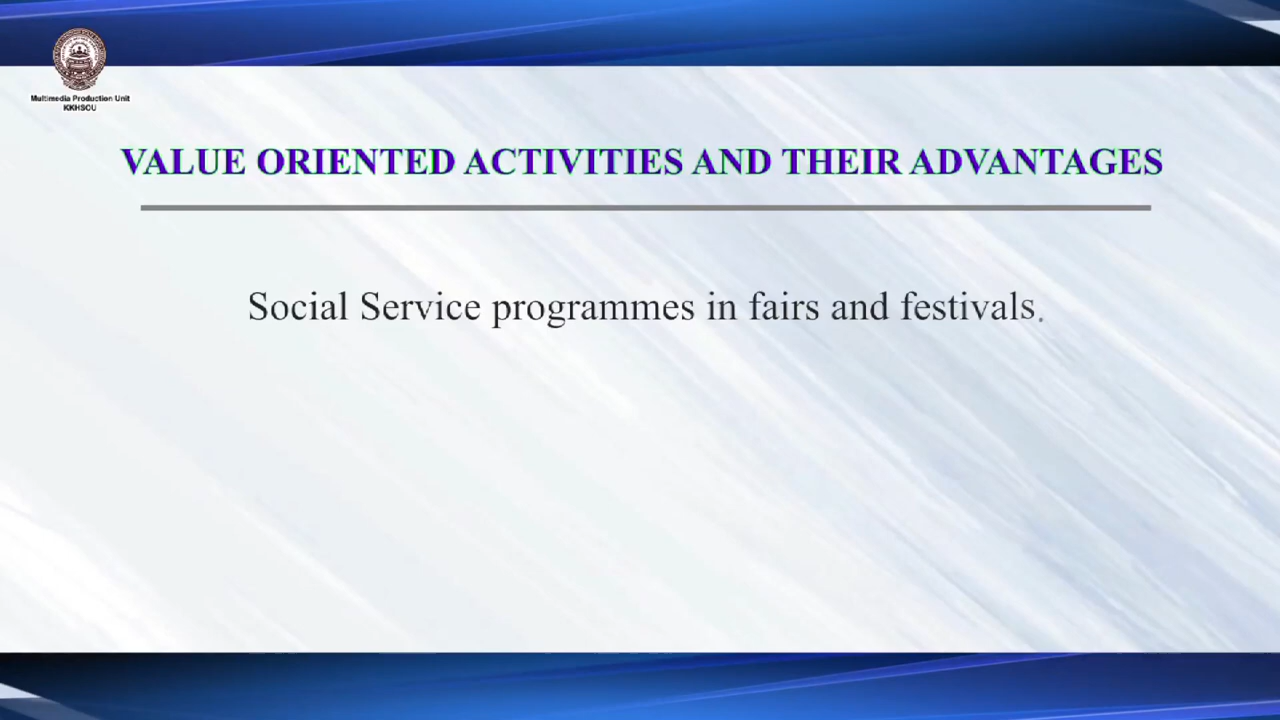 Multimedia Production Unit
KKHSOU
VALUE ORIENTED ACTIVITIES AND THEIR ADVANTAGES
Social Service programmes in fairs and festivals.